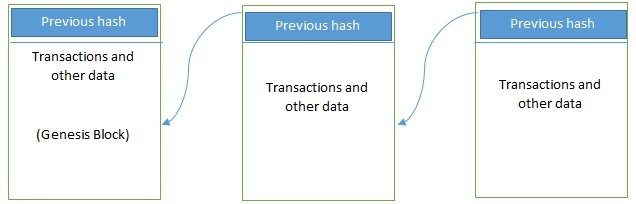 Previous hash
Transactions and
other data
(Genesis Block)
Previous hash
Transactions and
other data
Previous hash
Transactions and
other data